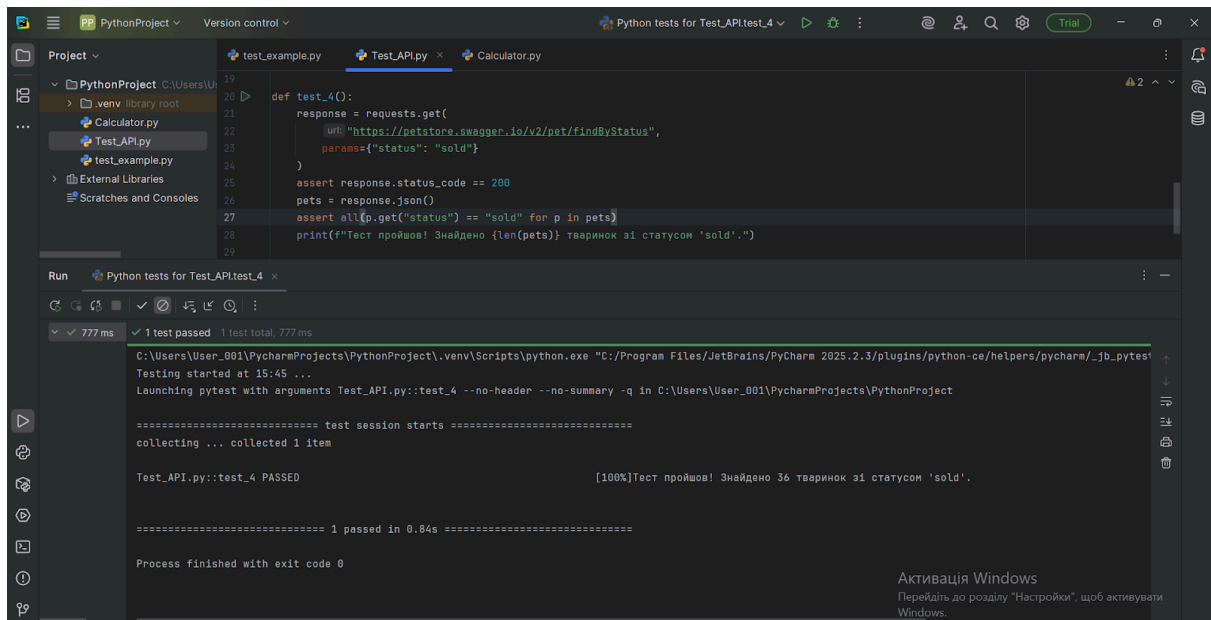 PP PythonProject Version control Python tests for Test_API.test_4 Trial
Project test_example.py Test_API.py Calculator.py
PythonProject C:\Users\Us
.venv library root
Calculator.py
Test_API.py
test_example.py
External Libraries
Scratches and Consoles
2
19
20 def test_4():
21 response = requests.get(
22 url: "https://petstore.swagger.io/v2/pet/findByStatus",
23 params={"status": "sold"}
24 )
25 assert response.status_code == 200
26 pets = response.json()
27 assert all(p.get("status") == "sold" for p in pets)
28 print(f"Тест пройшов! Знайдено {len(pets)} тваринок зі статусом 'sold'.")
29
Run Python tests for Test_API.test_4
777 ms 1 test passed 1 test total, 777 ms
C:\Users\User_001\PycharmProjects\PythonProject\.venv\Scripts\python.exe "C:/Program Files/JetBrains/PyCharm 2025.2.3/plugins/python-ce/helpers/pycharm/_jb_pytest
Testing started at 15:45 ...
Launching pytest with arguments Test_API.py::test_4 --no-header --no-summary -q in C:\Users\User_001\PycharmProjects\PythonProject
============================= test session starts =============================
collecting ... collected 1 item
Test_API.py::test_4 PASSED [100%]Тест пройшов! Знайдено 36 тваринок зі статусом 'sold'.
============================== 1 passed in 0.84s ==============================
Process finished with exit code 0
Активація Windows
Перейдіть до розділу "Настройки", щоб активувати
Windows.